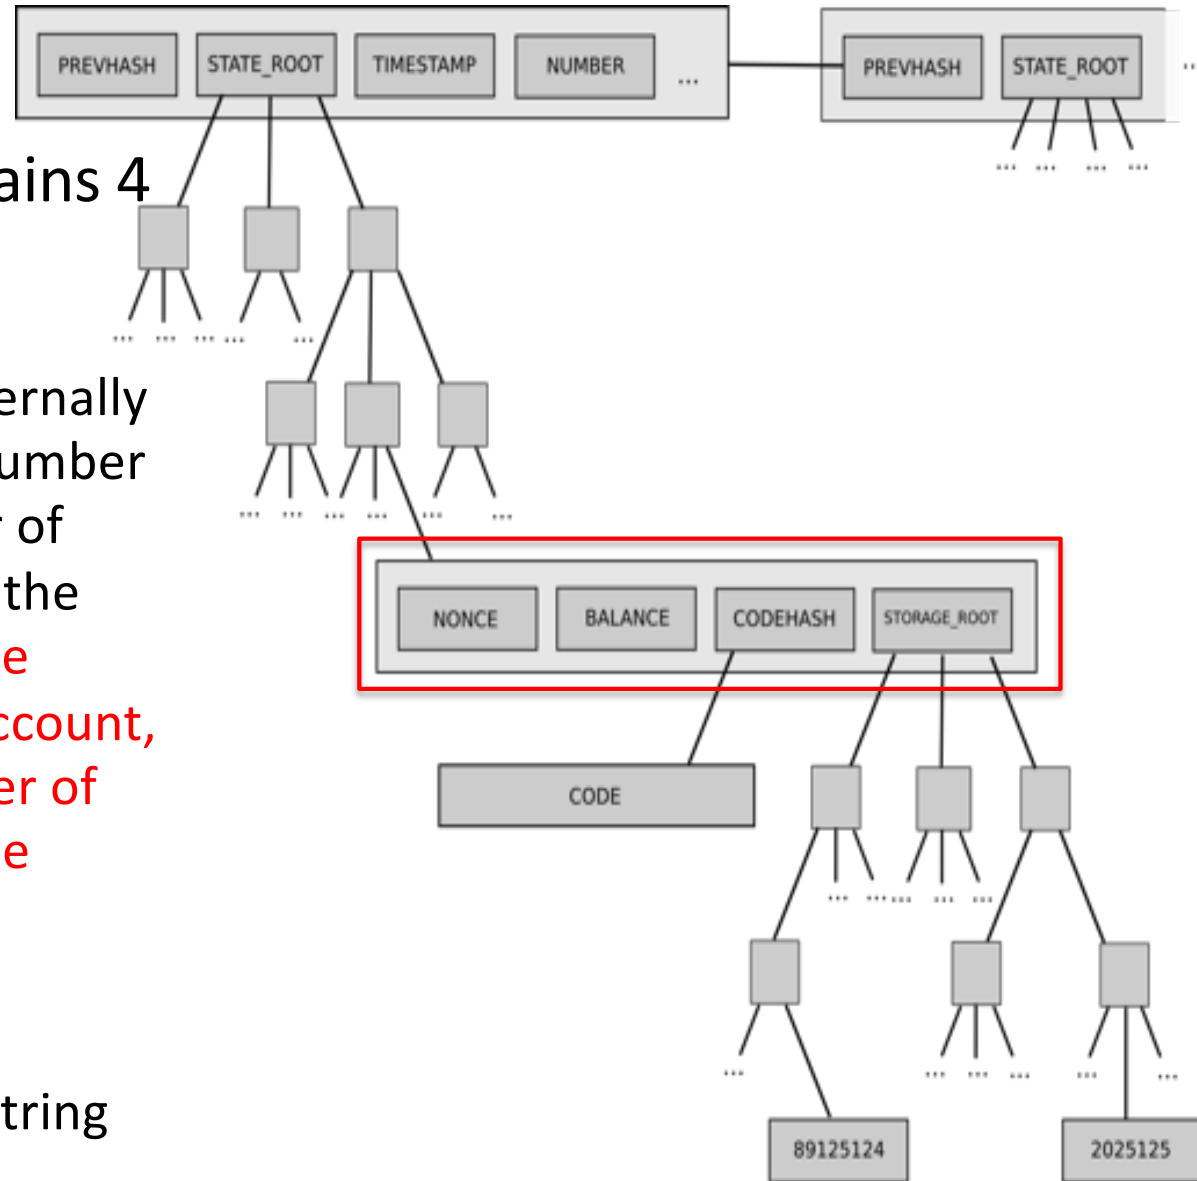 PREVHASH STATE_ROOT TIMESTAMP NUMBER ... PREVHASH STATE_ROOT ...
... ... ... ...
ains 4
... ... ... ... ...
ernally
umber
r of
... ... ... ... ... ...
the
e
ccount,
er of
e
NONCE BALANCE CODEHASH STORAGE_ROOT
CODE
... ... ... ... ...
... ... ... ... ... ...
tring
89125124 2025125